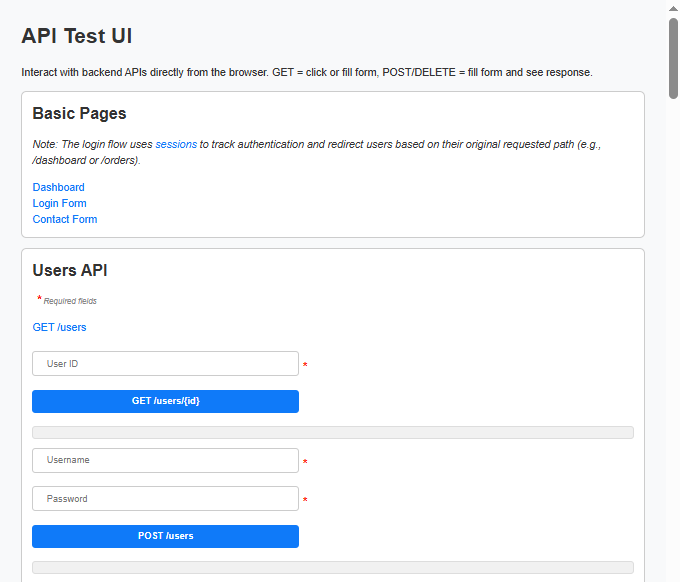 API Test UI
Interact with backend APIs directly from the browser. GET = click or fill form, POST/DELETE = fill form and see response.
Basic Pages
Note: The login flow uses sessions to track authentication and redirect users based on their original requested path (e.g.,
/dashboard or /orders).
Dashboard
Login Form
Contact Form
Users API
* Required fields
GET /users
User ID *
GET /users/{id}
Username *
Password *
POST /users